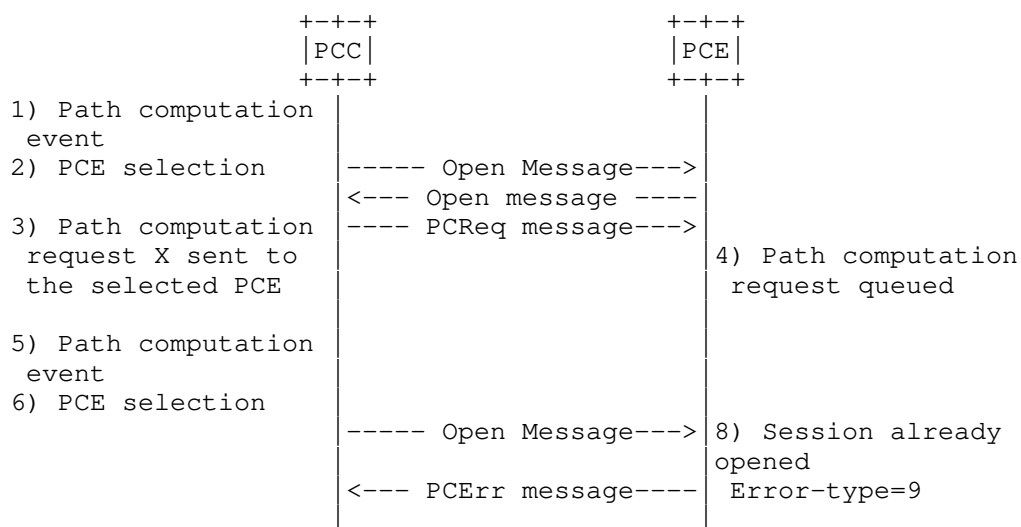 +-+-+ +-+-+
|PCC| |PCE|
+-+-+ +-+-+
1) Path computation | |
event | |
2) PCE selection |----- Open Message--->|
|<--- Open message ----|
3) Path computation |---- PCReq message--->|
request X sent to | |4) Path computation
the selected PCE | | request queued
| |
5) Path computation | |
event | |
6) PCE selection | |
|----- Open Message--->|8) Session already
| |opened
|<--- PCErr message----| Error-type=9
| |